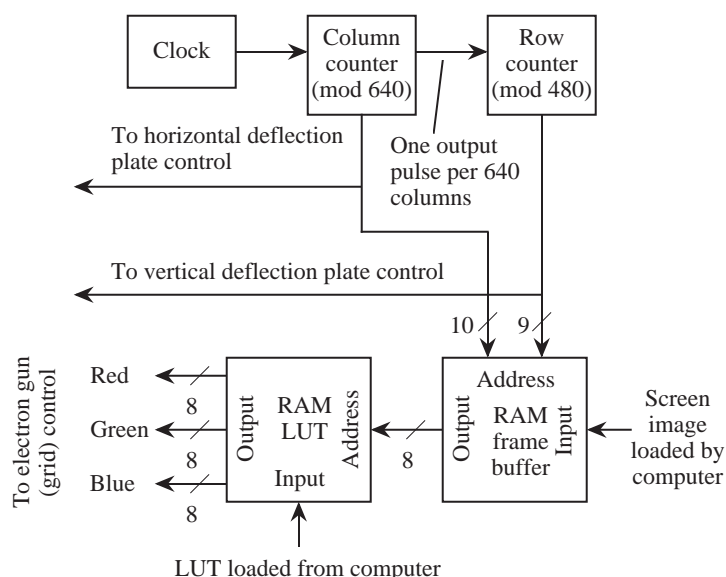 Clock
Column
counter
(mod 640)
Row
counter
(mod 480)
To horizontal deflection
plate control
One output
pulse per 640
columns
To vertical deflection plate control
10
9
Address
Output
RAM
frame
buffer
Input
Screen
image
loaded by
computer
8
Address
RAM
LUT
Output
Input
Red
8
Green
8
Blue
8
To electron gun
(grid) control
LUT loaded from computer